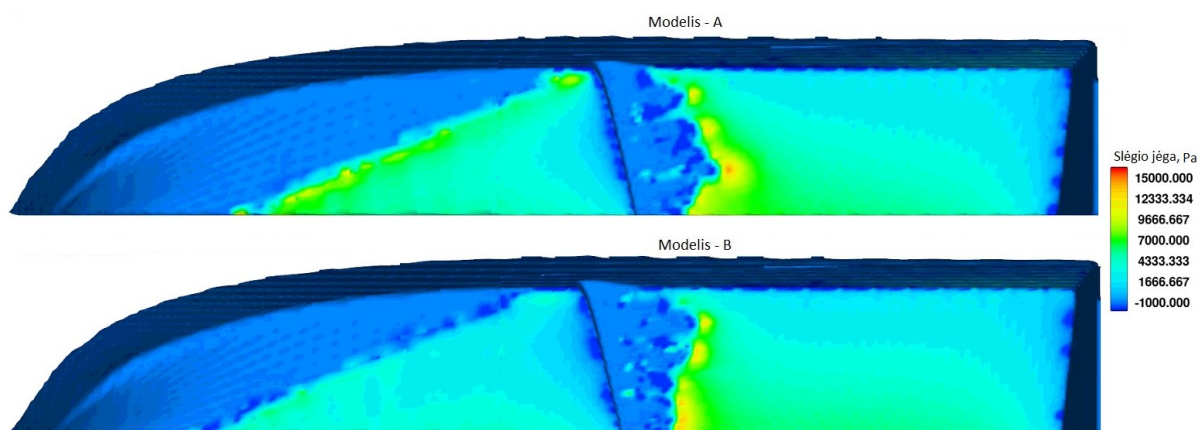 Modelis - A
Slėgio jėga, Pa
15000.000
12333.334
9666.667
7000.000
4333.333
1666.667
-1000.000
Modelis - B